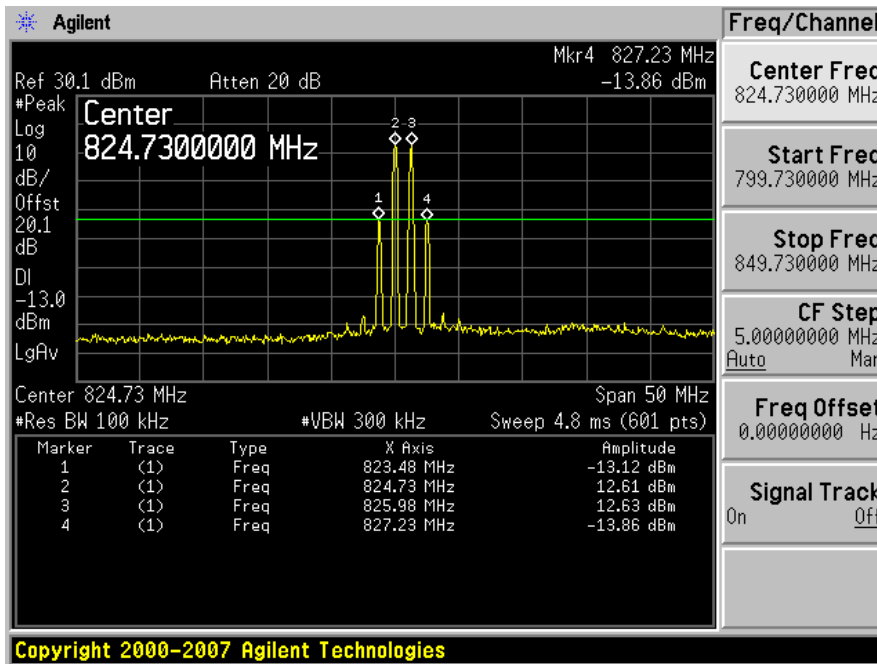 Agilent
Freq/Channel
Mkr4 827.23 MHz
Ref 30.1 dBm Atten 20 dB -13.86 dBm
#Peak
Log
10
dB/
Offst
20.1
dB
DI
-13.0
dBm
LgAv
Center
824.7300000 MHz
1
2
3
4
Center 824.73 MHz Span 50 MHz
#Res BW 100 kHz #VBW 300 kHz Sweep 4.8 ms (601 pts)
Marker Trace Type X Axis Amplitude
1 (1) Freq 823.48 MHz -13.12 dBm
2 (1) Freq 824.73 MHz 12.61 dBm
3 (1) Freq 825.98 MHz 12.63 dBm
4 (1) Freq 827.23 MHz -13.86 dBm
Center Freq
824.730000 MHz
Start Freq
799.730000 MHz
Stop Freq
849.730000 MHz
CF Step
5.00000000 MHz
Auto Man
Freq Offset
0.00000000 Hz
Signal Track
On Off
Copyright 2000-2007 Agilent Technologies